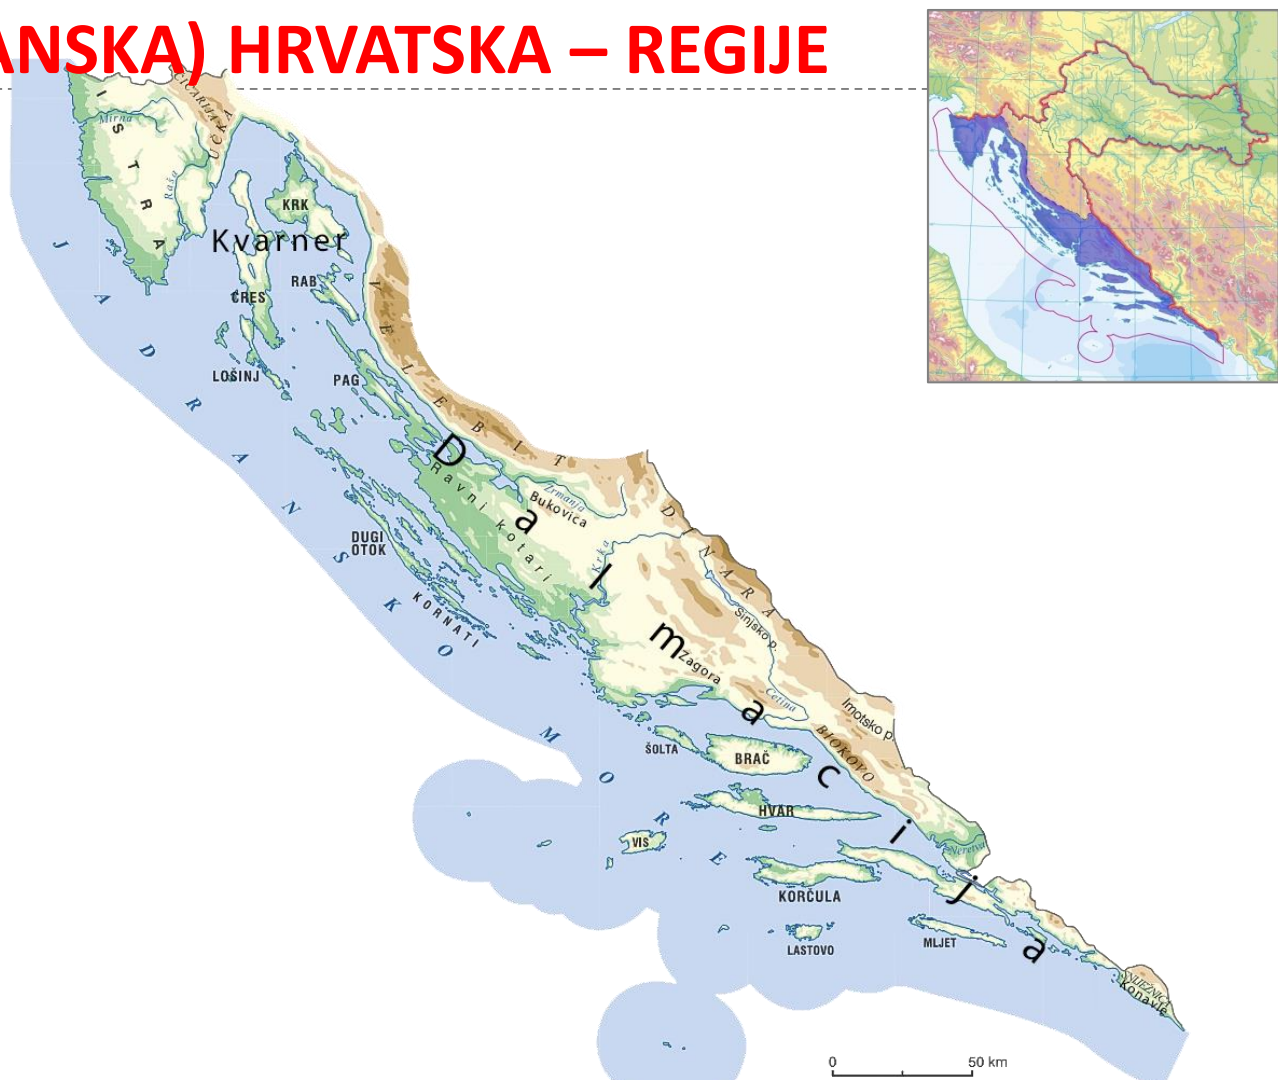 ANSKA) HRVATSKA – REGIJE
ISTRA
Mirna
Raša
ĆIĆARIJA
UČKA
Kvarner
KRK
CRES
RAB
LOŠINJ
PAG
VELEBIT
JADRANSKO MORE
Dalmacija
Ravni kotari
Bukovica
Zrmanja
Krka
DUGI
OTOK
KORNATI
DINARA
Sinjsko p.
Zagora
Cetina
Imotsko p.
BIOKOVO
ŠOLTA
BRAČ
HVAR
VIS
KORČULA
LASTOVO
MLJET
Neretva
SNIJEŽNICA
Konavle
0 50 km